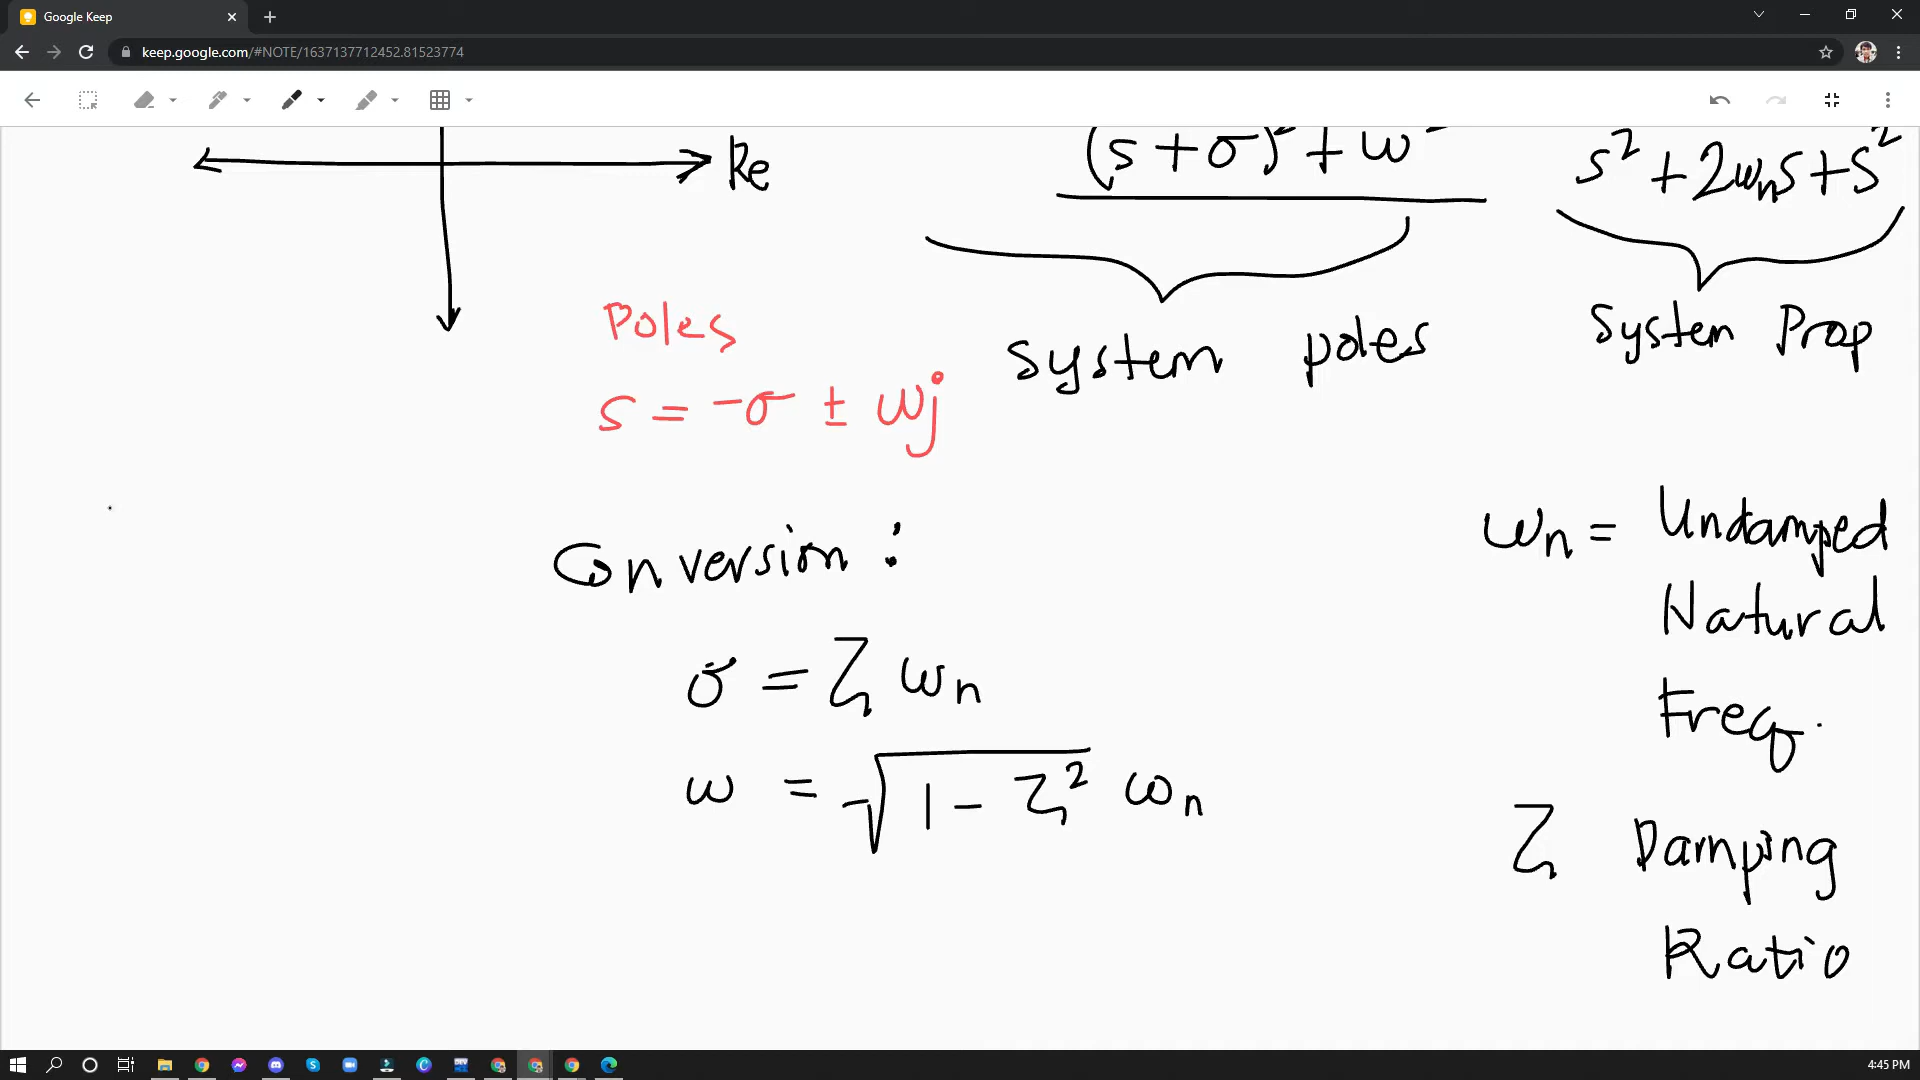 Google Keep
keep.google.com/#NOTE/1637137712452.81523774
Re
(s + σ)² + ω²
s² + 2ωₙs + s²
system poles
System Prop
Poles
s = -σ ± ωj
Conversion :
σ = ζ ωₙ
ω = √(1 - ζ²) ωₙ
ωₙ = Undamped
Natural
Freq.
ζ Damping
Ratio
4:45 PM